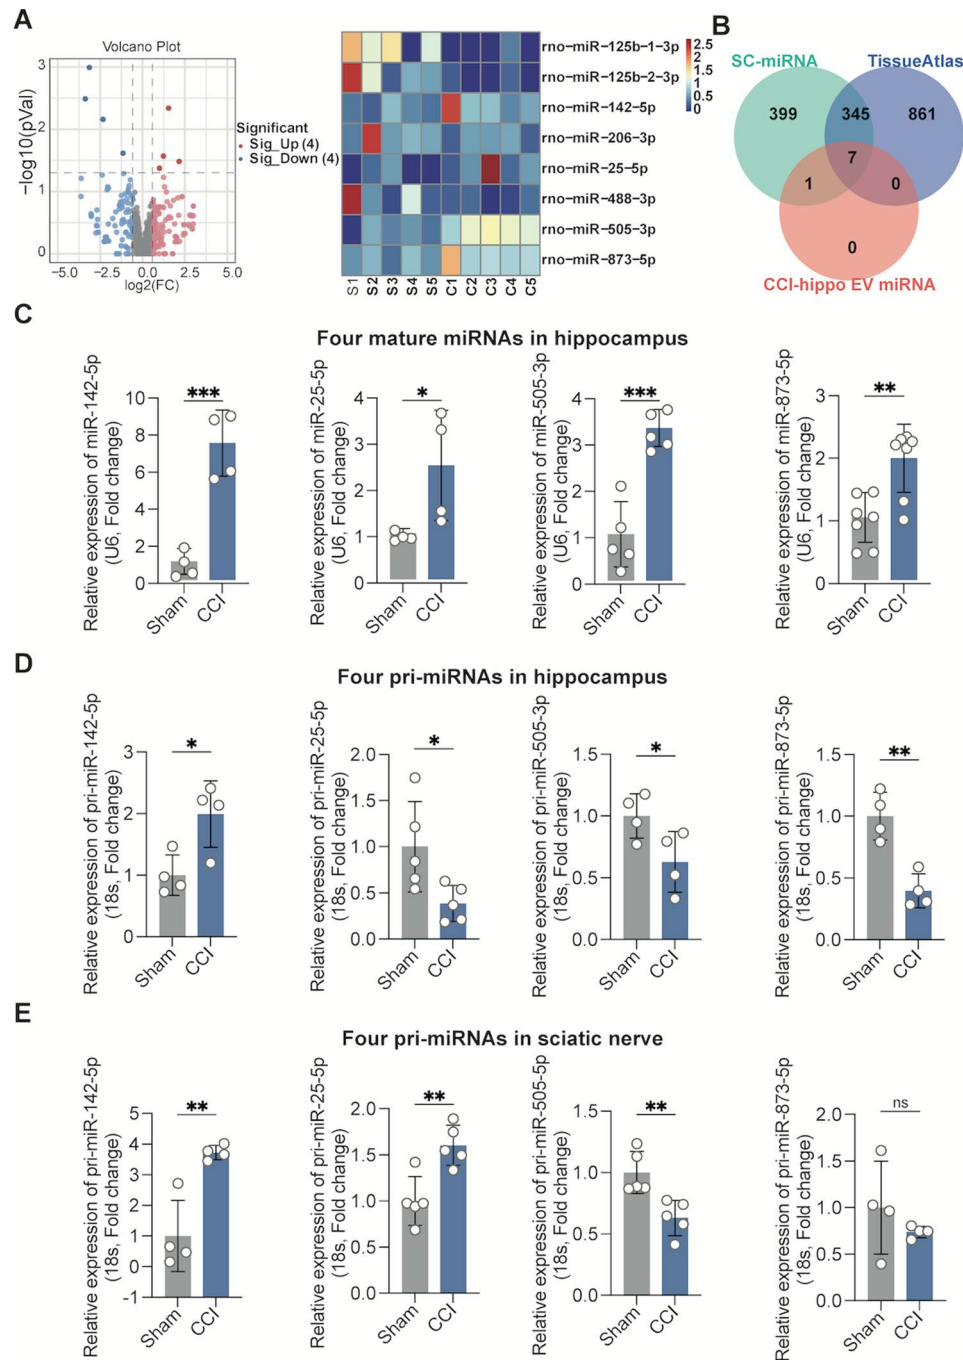 A
Volcano Plot
−log10(pVal)
3
2
1
0
−5.0
−2.0
0.0
2.0
5.0
log2(FC)
Significant
Sig_Up (4)
Sig_Down (4)
rno−miR−125b−1−3p
rno−miR−125b−2−3p
rno−miR−142−5p
rno−miR−206−3p
rno−miR−25−5p
rno−miR−488−3p
rno−miR−505−3p
rno−miR−873−5p
S1 S2 S3 S4 S5 C1 C2 C3 C4 C5
2.5
2
1.5
1
0.5
0
B
SC-miRNA
TissueAtlas
399
345
861
7
1
0
0
CCI-hippo EV miRNA
C
Four mature miRNAs in hippocampus
Relative expression of miR-142-5p
(U6, Fold change)
10
8
6
4
2
0
***
Sham
CCI
Relative expression of miR-25-5p
(U6, Fold change)
4
3
2
1
0
*
Sham
CCI
Relative expression of miR-505-3p
(U6, Fold change)
4
3
2
1
0
***
Sham
CCI
Relative expression of miR-873-5p
(U6, Fold change)
3
2
1
0
**
Sham
CCI
D
Four pri-miRNAs in hippocampus
Relative expression of pri-miR-142-5p
(18s, Fold change)
3
2
1
0
*
Sham
CCI
Relative expression of pri-miR-25-5p
(18s, Fold change)
2.0
1.5
1.0
0.5
0.0
*
Sham
CCI
Relative expression of pri-miR-505-3p
(18s, Fold change)
1.5
1.0
0.5
0.0
*
Sham
CCI
Relative expression of pri-miR-873-5p
(18s, Fold change)
1.5
1.0
0.5
0.0
**
Sham
CCI
E
Four pri-miRNAs in sciatic nerve
Relative expression of pri-miR-142-5p
(18s, Fold change)
5
4
3
2
1
0
-1
**
Sham
CCI
Relative expression of pri-miR-25-5p
(18s, Fold change)
2.0
1.5
1.0
0.5
0.0
**
Sham
CCI
Relative expression of pri-miR-505-5p
(18s, Fold change)
1.5
1.0
0.5
0.0
**
Sham
CCI
Relative expression of pri-miR-873-5p
(18s, Fold change)
2.0
1.5
1.0
0.5
0.0
ns
Sham
CCI